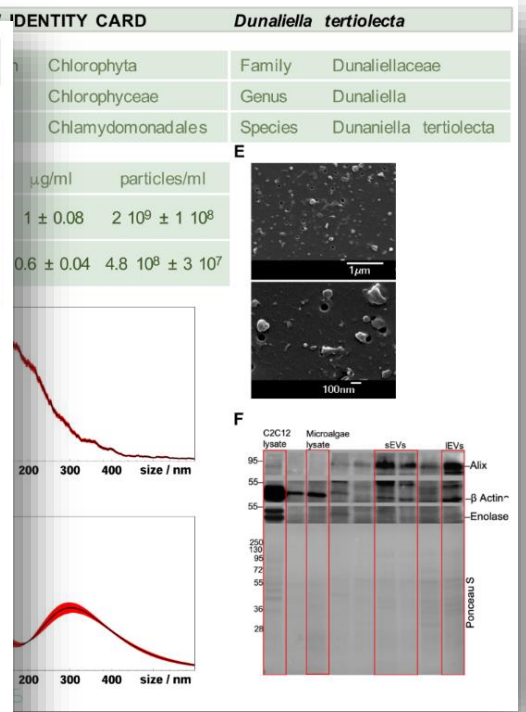 IDENTITY CARD Dunaliella tertiolecta
Chlorophyta Family Dunaliellaceae
Chlorophyceae Genus Dunaliella
Chlamydomonadales Species Dunaniella tertiolecta
µg/ml particles/ml
1 ± 0.08 2 10⁹ ± 1 10⁸
0.6 ± 0.04 4.8 10⁸ ± 3 10⁷
200 300 400 size / nm
200 300 400 size / nm
E
1µm
100nm
F
C2C12 lysate Microalgae lysate sEVs lEVs
95 Alix
55 β Actin
55 Enolase
250
130
95
72
55
36
28
Ponceau S